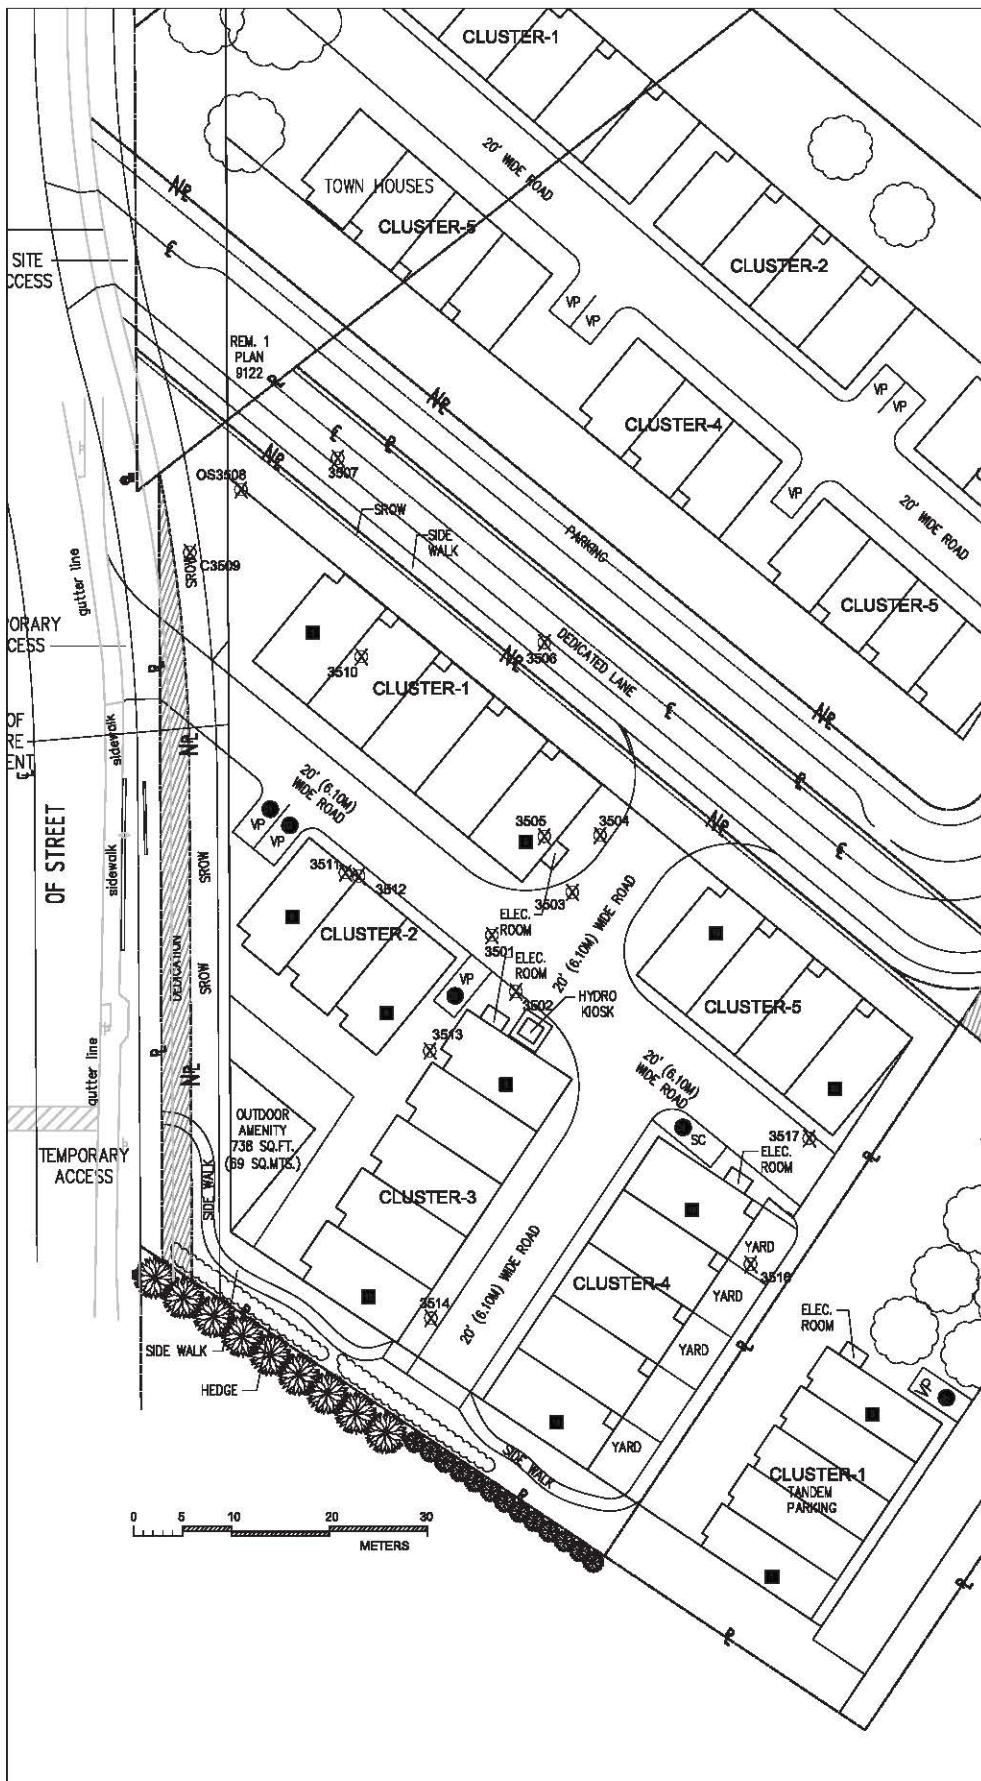 CLUSTER-1
20' WIDE ROAD
TOWN HOUSES
CLUSTER-5
CLUSTER-2
SITE
CCESS
VP
VP
REM. 1
PLAN
9122
VP
VP
CLUSTER-4
OS3508
3507
VP
20' WIDE ROAD
SROW
SIDE
WALK
PARKING
gutter line
SROW
C3509
CLUSTER-5
PORARY
CCESS
3510
3506
DEDICATED LANE
CLUSTER-1
OF
RE
ENT
sidewalk
20' (6.10M)
WIDE ROAD
VP
VP
3505
3504
OF STREET
sidewalk
SROW
3511
3512
3503
ELEC.
ROOM
20' (6.10M) WIDE ROAD
CLUSTER-2
3501
ELEC.
ROOM
DEDICATION
SROW
VP
3502
HYDRO
KIOSK
CLUSTER-5
3513
gutter line
20' (6.10M)
WIDE ROAD
OUTDOOR
AMENITY
738 SQ.FT.
(69 SQ.MTS.)
SC
3517
ELEC.
ROOM
TEMPORARY
ACCESS
SIDE WALK
CLUSTER-3
20' (6.10M) WIDE ROAD
YARD
3516
CLUSTER-4
YARD
ELEC.
ROOM
3514
SIDE WALK
YARD
HEDGE
VP
YARD
SIDE WALK
CLUSTER-1
TANDEM
PARKING
0 5 10 20 30
METERS